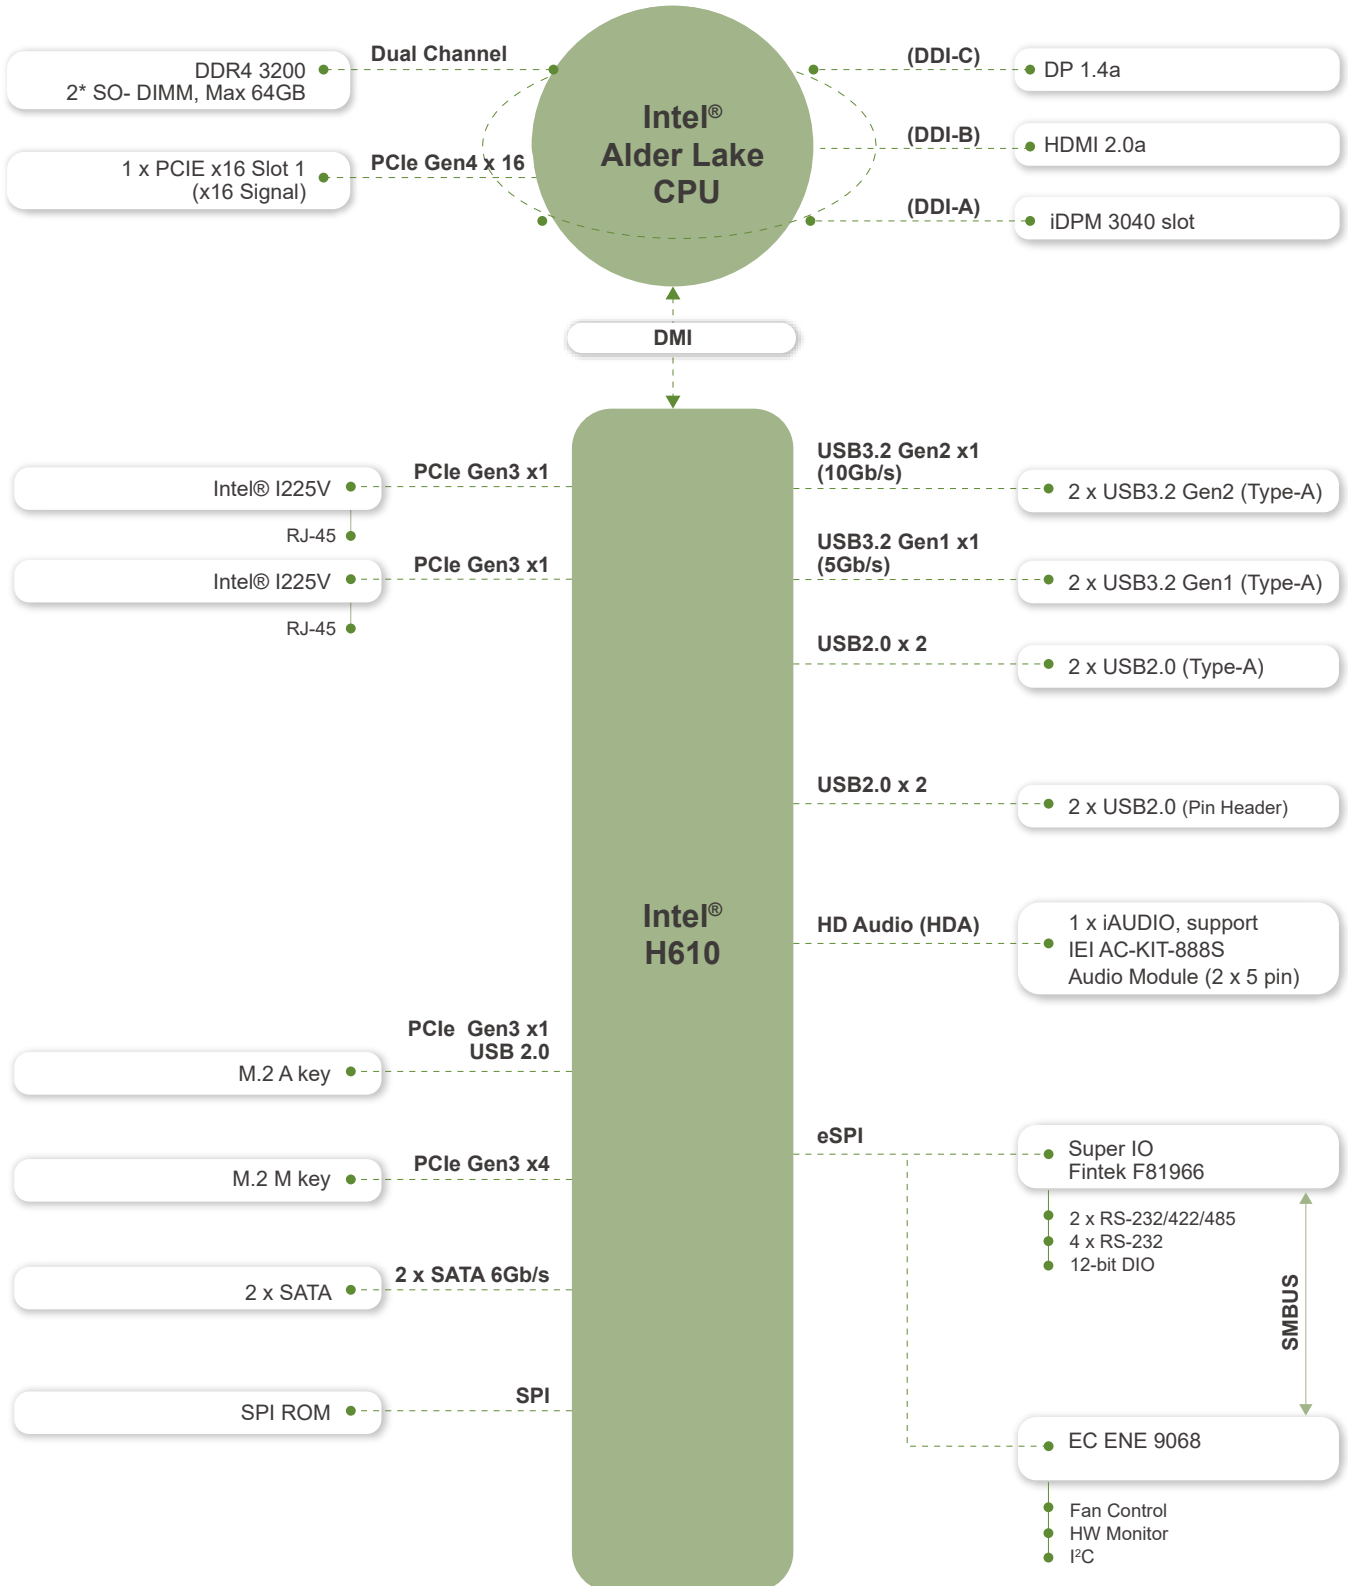 Dual Channel
DDR4 3200
2* SO- DIMM, Max 64GB
PCIe Gen4 x 16
1 x PCIE x16 Slot 1
(x16 Signal)
Intel®
Alder Lake
CPU
(DDI-C)
DP 1.4a
(DDI-B)
HDMI 2.0a
(DDI-A)
iDPM 3040 slot
DMI
PCIe Gen3 x1
Intel® I225V
RJ-45
PCIe Gen3 x1
Intel® I225V
RJ-45
USB3.2 Gen2 x1
(10Gb/s)
2 x USB3.2 Gen2 (Type-A)
USB3.2 Gen1 x1
(5Gb/s)
2 x USB3.2 Gen1 (Type-A)
USB2.0 x 2
2 x USB2.0 (Type-A)
USB2.0 x 2
2 x USB2.0 (Pin Header)
Intel®
H610
HD Audio (HDA)
1 x iAUDIO, support
IEI AC-KIT-888S
Audio Module (2 x 5 pin)
PCIe  Gen3 x1
USB 2.0
M.2 A key
PCIe Gen3 x4
M.2 M key
2 x SATA 6Gb/s
2 x SATA
SPI
SPI ROM
eSPI
Super IO
Fintek F81966
2 x RS-232/422/485
4 x RS-232
12-bit DIO
SMBUS
EC ENE 9068
Fan Control
HW Monitor
I²C